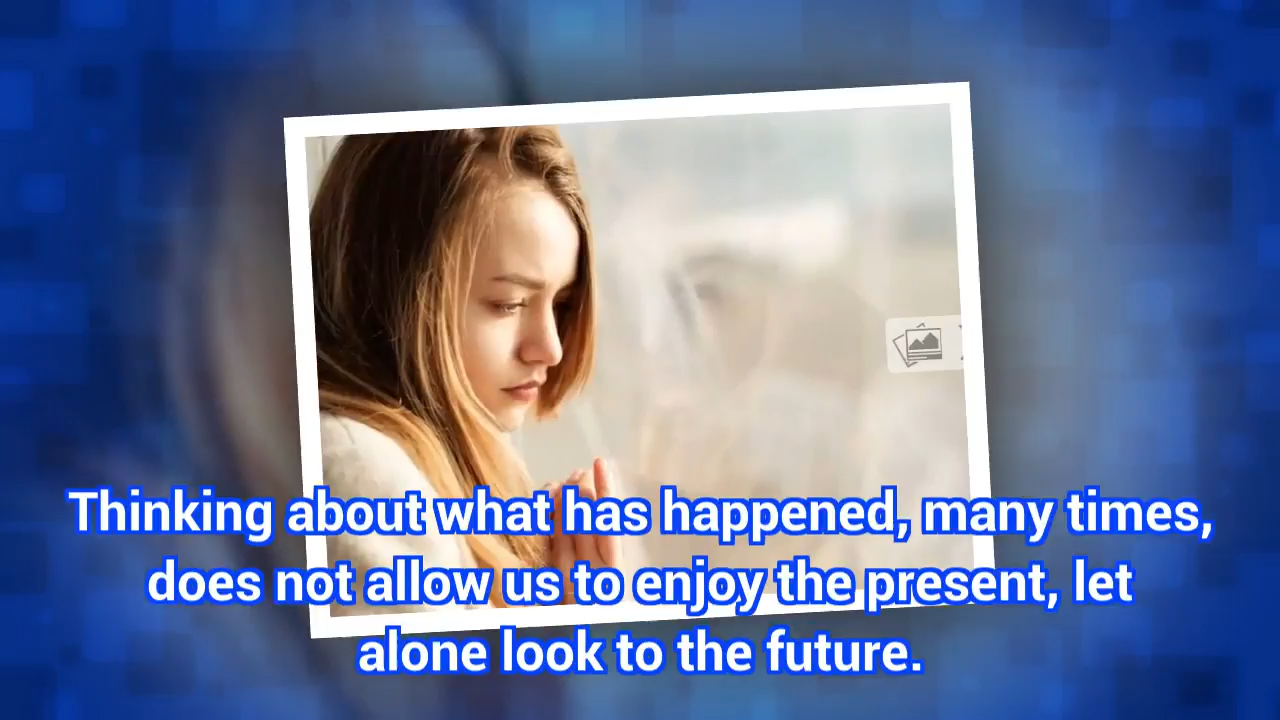 Thinking about what has happened, many times,
does not allow us to enjoy the present, let
alone look to the future.